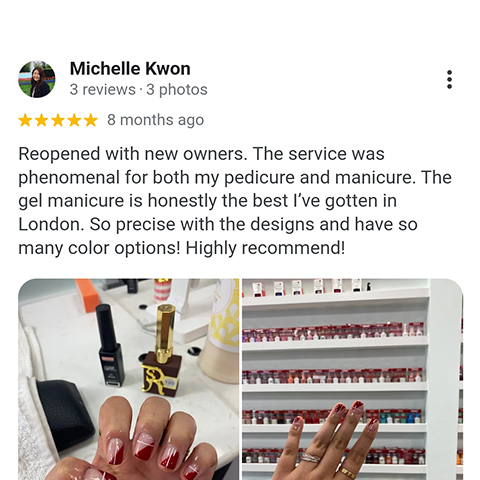 Michelle Kwon
3 reviews · 3 photos
8 months ago
Reopened with new owners. The service was
phenomenal for both my pedicure and manicure. The
gel manicure is honestly the best I've gotten in
London. So precise with the designs and have so
many color options! Highly recommend!